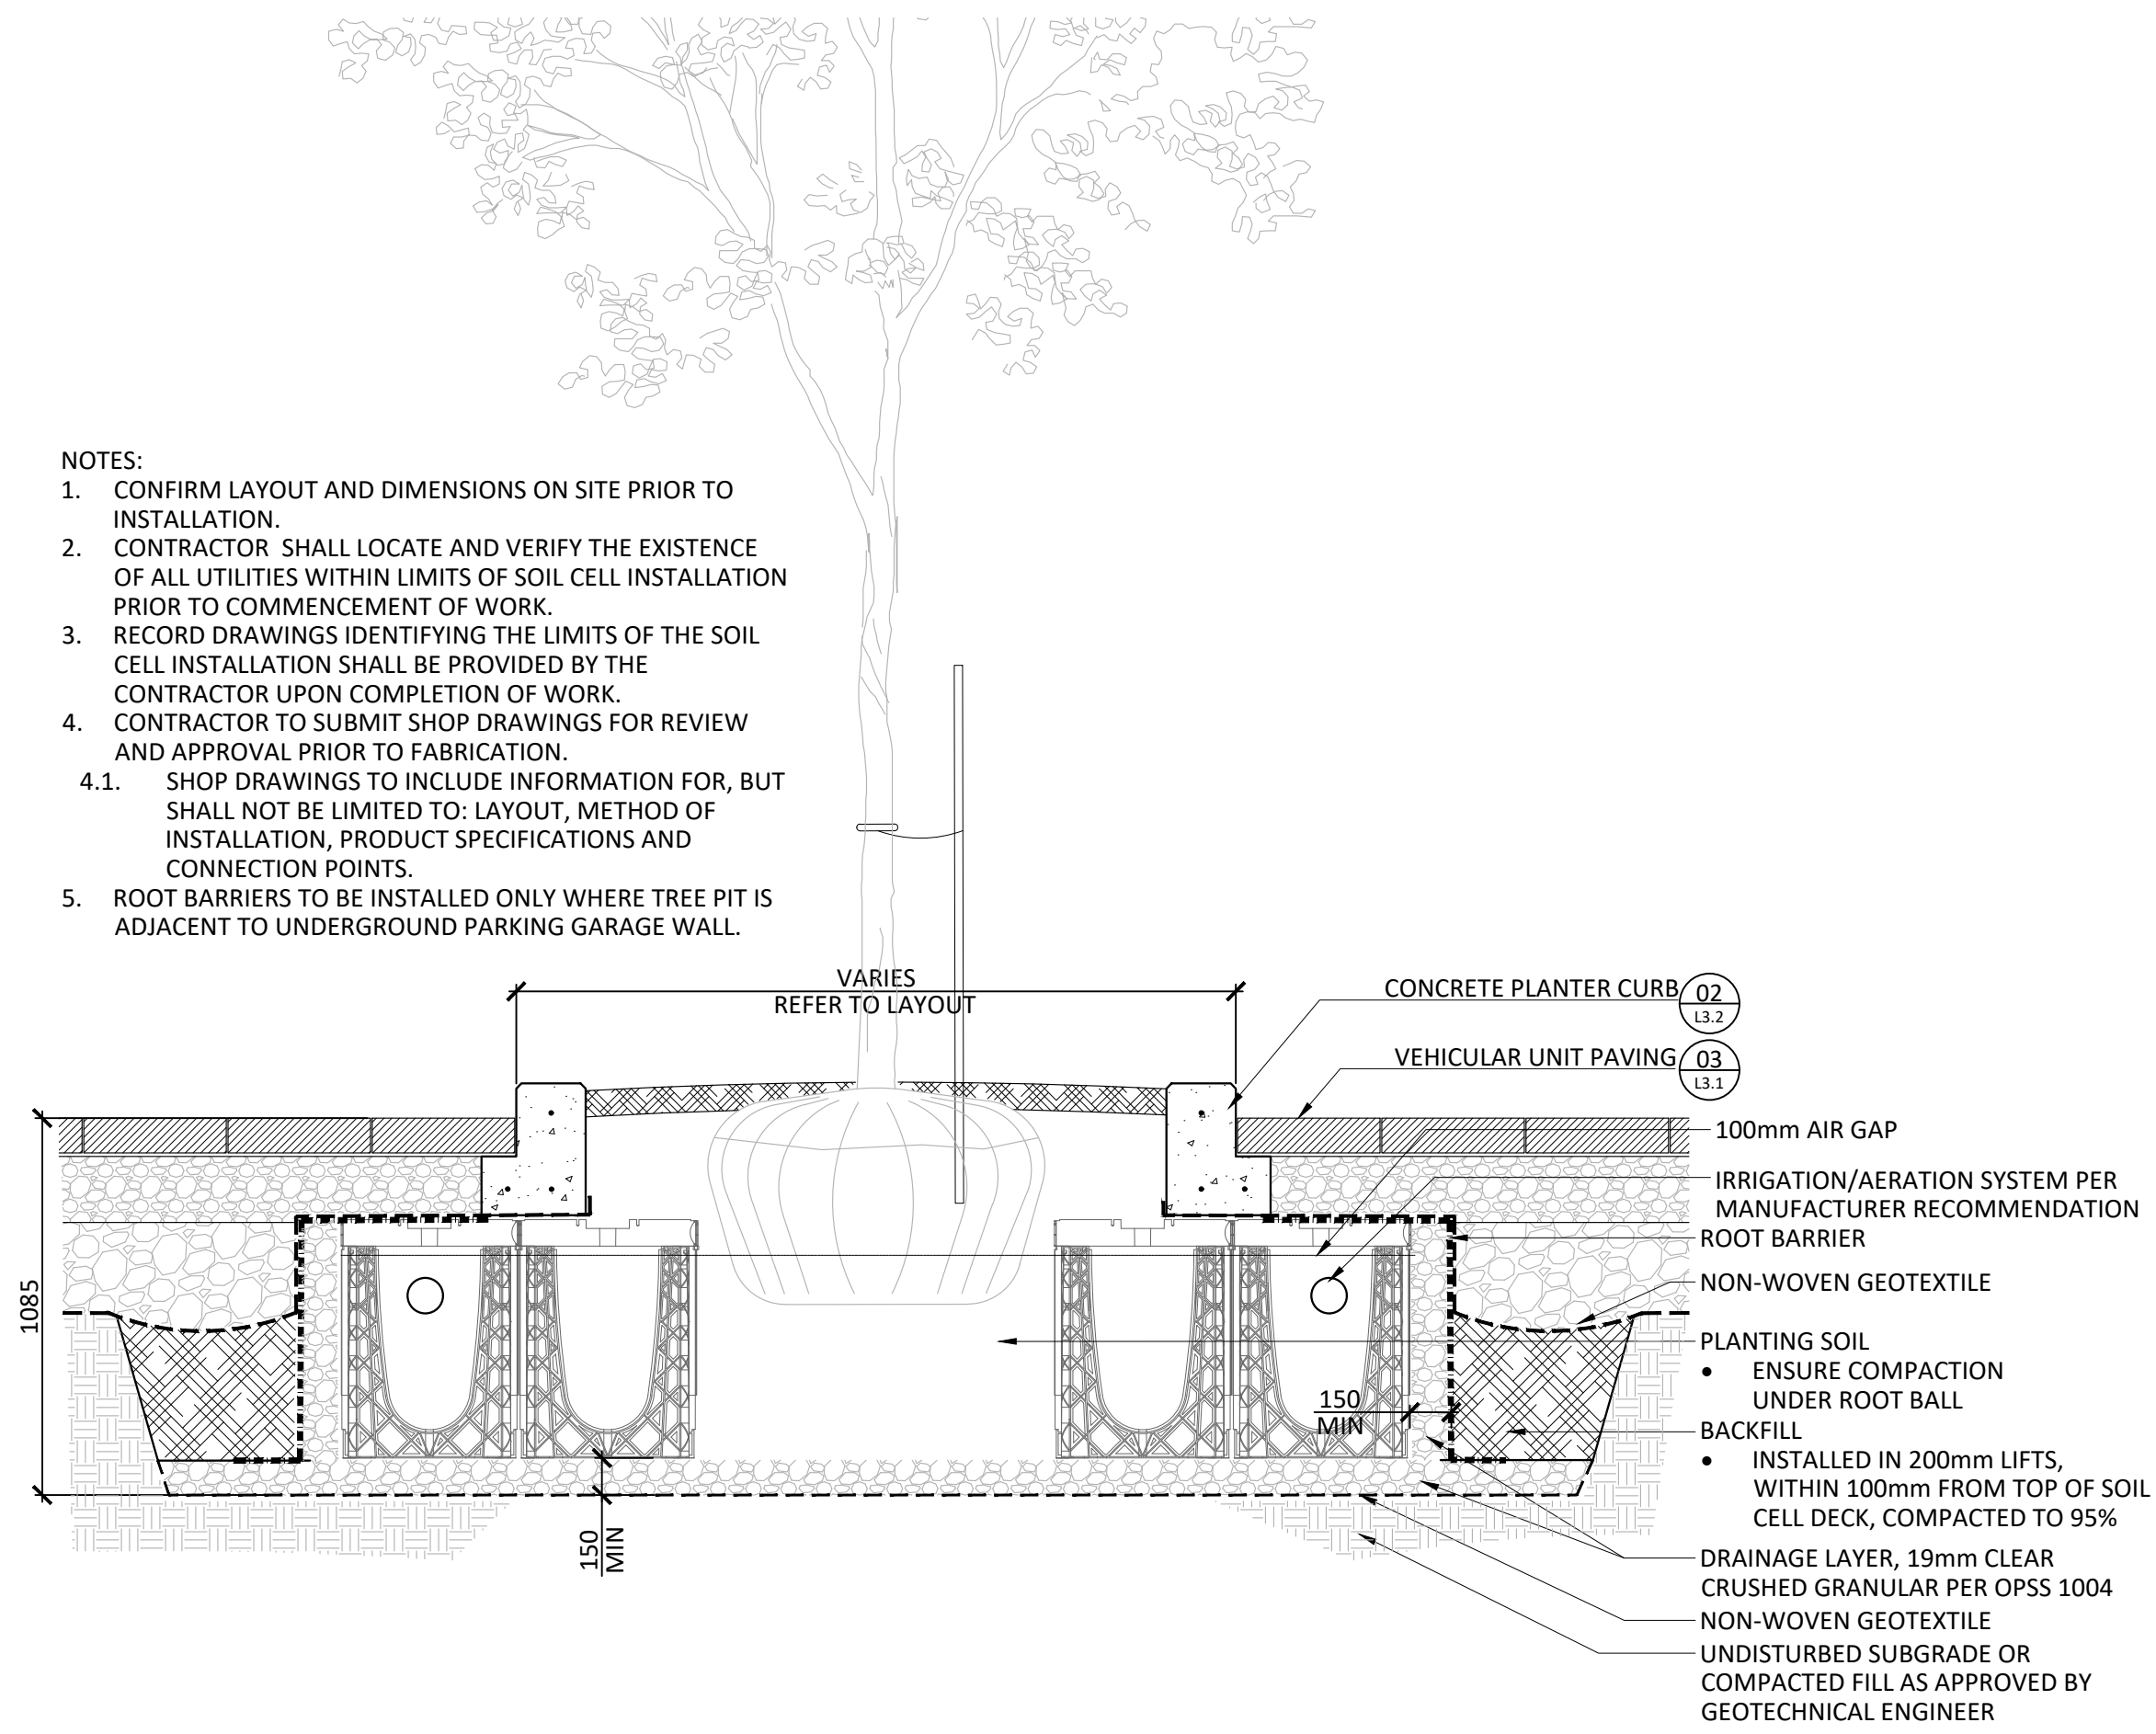 NOTES:
1. CONFIRM LAYOUT AND DIMENSIONS ON SITE PRIOR TO
INSTALLATION.
2. CONTRACTOR SHALL LOCATE AND VERIFY THE EXISTENCE
OF ALL UTILITIES WITHIN LIMITS OF SOIL CELL INSTALLATION
PRIOR TO COMMENCEMENT OF WORK.
3. RECORD DRAWINGS IDENTIFYING THE LIMITS OF THE SOIL
CELL INSTALLATION SHALL BE PROVIDED BY THE
CONTRACTOR UPON COMPLETION OF WORK.
4. CONTRACTOR TO SUBMIT SHOP DRAWINGS FOR REVIEW
AND APPROVAL PRIOR TO FABRICATION.
4.1. SHOP DRAWINGS TO INCLUDE INFORMATION FOR, BUT
SHALL NOT BE LIMITED TO: LAYOUT, METHOD OF
INSTALLATION, PRODUCT SPECIFICATIONS AND
CONNECTION POINTS.
5. ROOT BARRIERS TO BE INSTALLED ONLY WHERE TREE PIT IS
ADJACENT TO UNDERGROUND PARKING GARAGE WALL.
VARIES
REFER TO LAYOUT
CONCRETE PLANTER CURB
02
L3.2
VEHICULAR UNIT PAVING
03
L3.1
100mm AIR GAP
IRRIGATION/AERATION SYSTEM PER
MANUFACTURER RECOMMENDATION
ROOT BARRIER
NON-WOVEN GEOTEXTILE
PLANTING SOIL
• ENSURE COMPACTION
UNDER ROOT BALL
BACKFILL
• INSTALLED IN 200mm LIFTS,
WITHIN 100mm FROM TOP OF SOIL
CELL DECK, COMPACTED TO 95%
DRAINAGE LAYER, 19mm CLEAR
CRUSHED GRANULAR PER OPSS 1004
NON-WOVEN GEOTEXTILE
UNDISTURBED SUBGRADE OR
COMPACTED FILL AS APPROVED BY
GEOTECHNICAL ENGINEER
1085
150
MIN
150
MIN